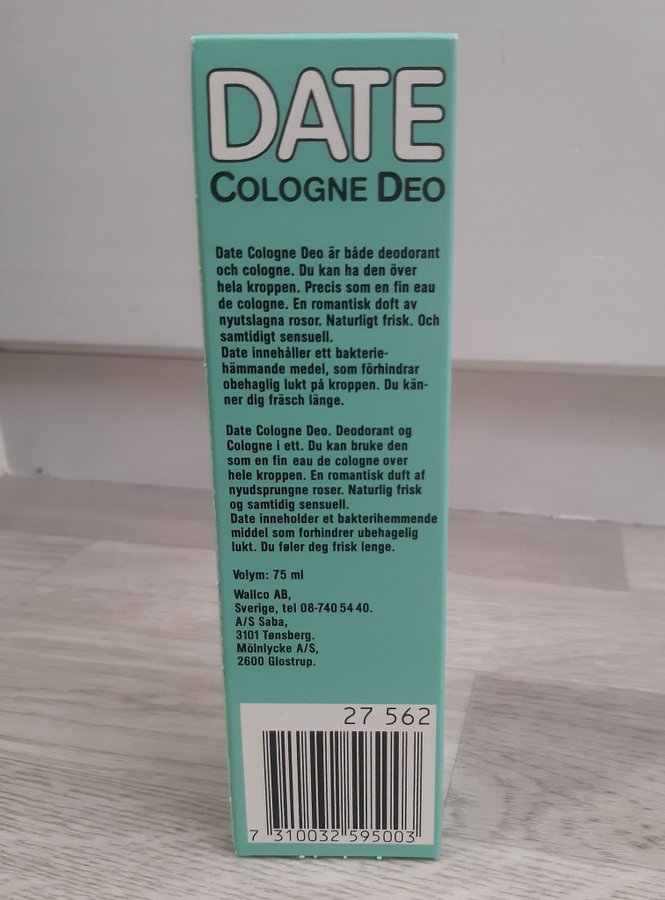 DATE
COLOGNE DEO
Date Cologne Deo är både deodorant
och cologne. Du kan ha den över
hela kroppen. Precis som en fin eau
de cologne. En romantisk doft av
nyutslagna rosor. Naturligt frisk. Och
samtidigt sensuell.
Date innehåller ett bakterie-
hämmande medel, som förhindrar
obehaglig lukt på kroppen. Du kän-
ner dig fräsch länge.
Date Cologne Deo. Deodorant og
Cologne i ett. Du kan bruke den
som en fin eau de cologne over
hele kroppen. En romantisk duft af
nyudsprungne roser. Naturlig frisk
og samtidig sensuell.
Date inneholder et bakterihemmende
middel som forhindrer ubehagelig
lukt. Du føler deg frisk lenge.
Volym: 75 ml
Wallco AB,
Sverige, tel 08-740 54 40.
A/S Saba,
3101 Tønsberg.
Mölnlycke A/S,
2600 Glostrup.
27 562
7 310032 595003